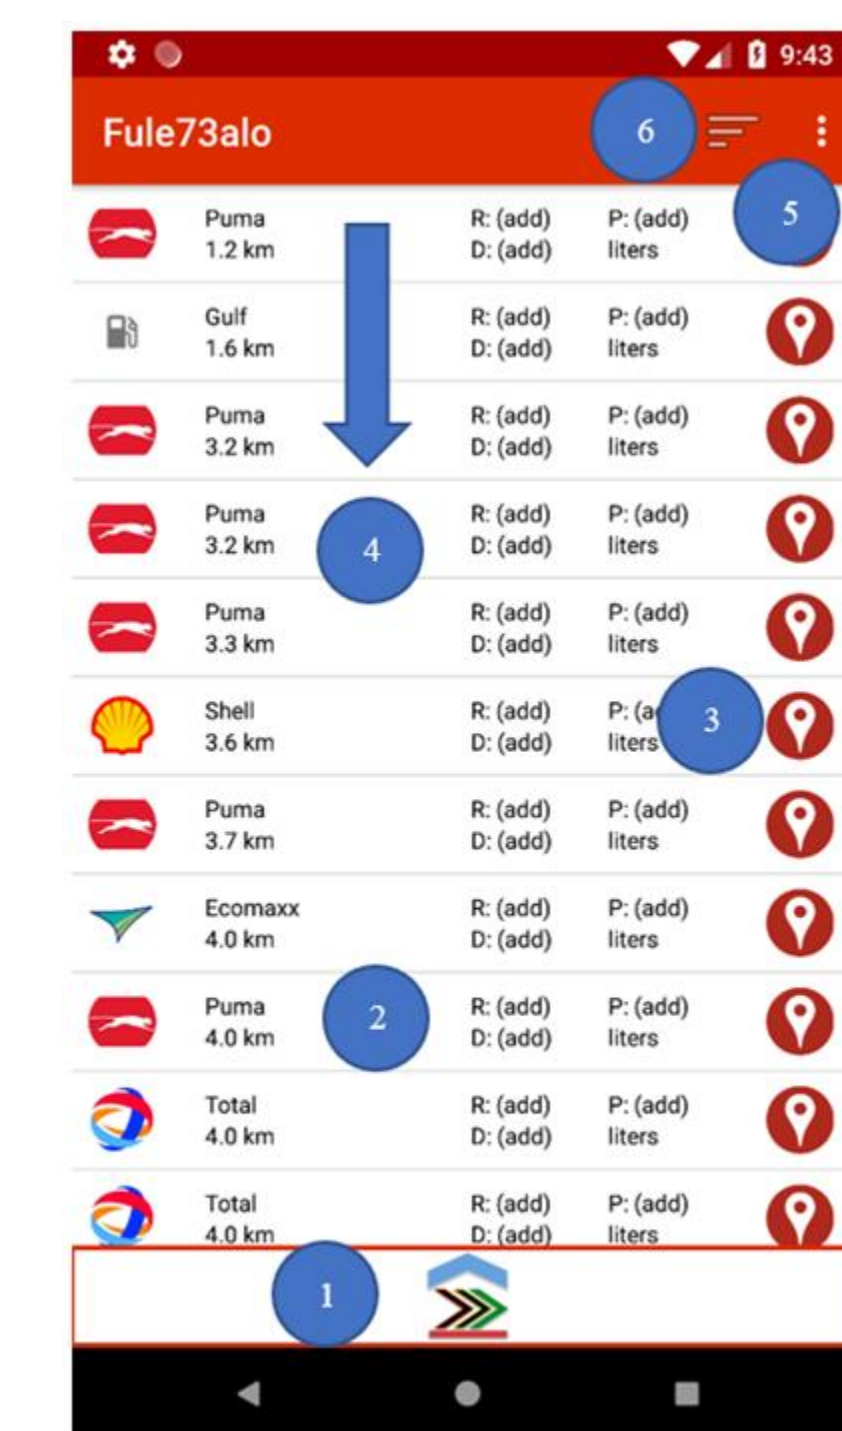 9:43
Fule73alo
6
5
Puma R: (add) P: (add)
1.2 km D: (add) liters
Gulf R: (add) P: (add)
1.6 km D: (add) liters
Puma R: (add) P: (add)
3.2 km D: (add) liters
Puma R: (add) P: (add)
3.2 km D: (add) liters
4
Puma R: (add) P: (add)
3.3 km D: (add) liters
Shell R: (add) P: (a
3.6 km D: (add) liters
3
Puma R: (add) P: (add)
3.7 km D: (add) liters
Ecomaxx R: (add) P: (add)
4.0 km D: (add) liters
Puma R: (add) P: (add)
4.0 km D: (add) liters
2
Total R: (add) P: (add)
4.0 km D: (add) liters
Total R: (add) P: (add)
4.0 km D: (add) liters
1